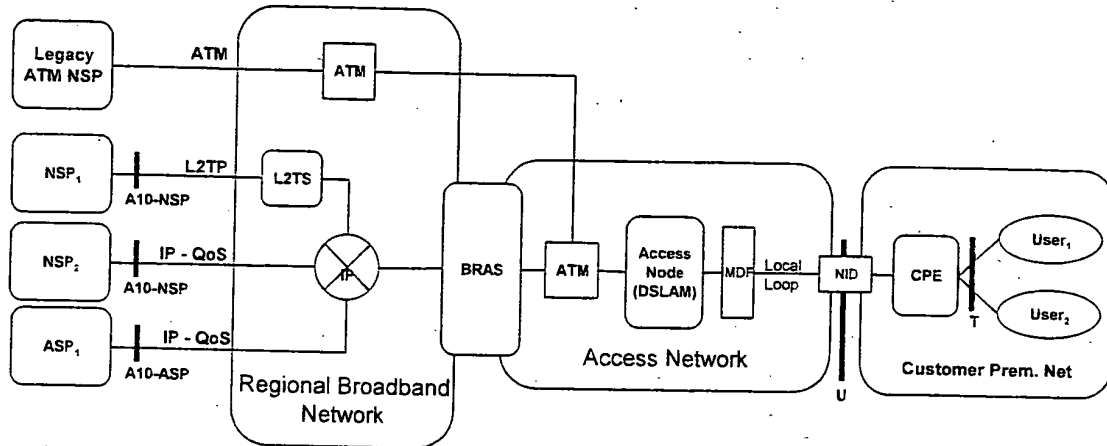 Legacy
ATM NSP
ATM
ATM
NSP1
L2TP
A10-NSP
L2TS
NSP2
IP - QoS
A10-NSP
IP
ASP1
IP - QoS
A10-ASP
Regional Broadband
Network
BRAS
ATM
Access
Node
(DSLAM)
MDF
Local
Loop
Access Network
NID
U
CPE
T
User1
User2
Customer Prem. Net